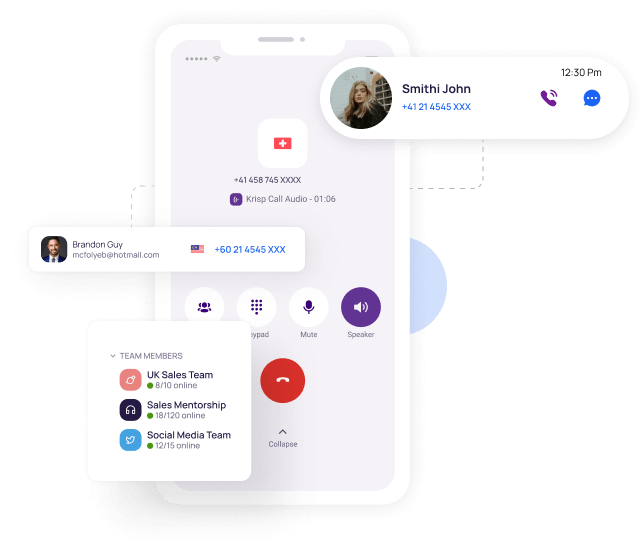 12:30 Pm
Smithi John
+41 21 4545 XXX
+41 458 745 XXXX
Krisp Call Audio - 01:06
Brandon Guy
mcfolyeb@hotmail.com
+60 21 4545 XXX
Mute
Speaker
TEAM MEMBERS
UK Sales Team
8/10 online
Sales Mentorship
18/120 online
Social Media Team
12/15 online
Collapse